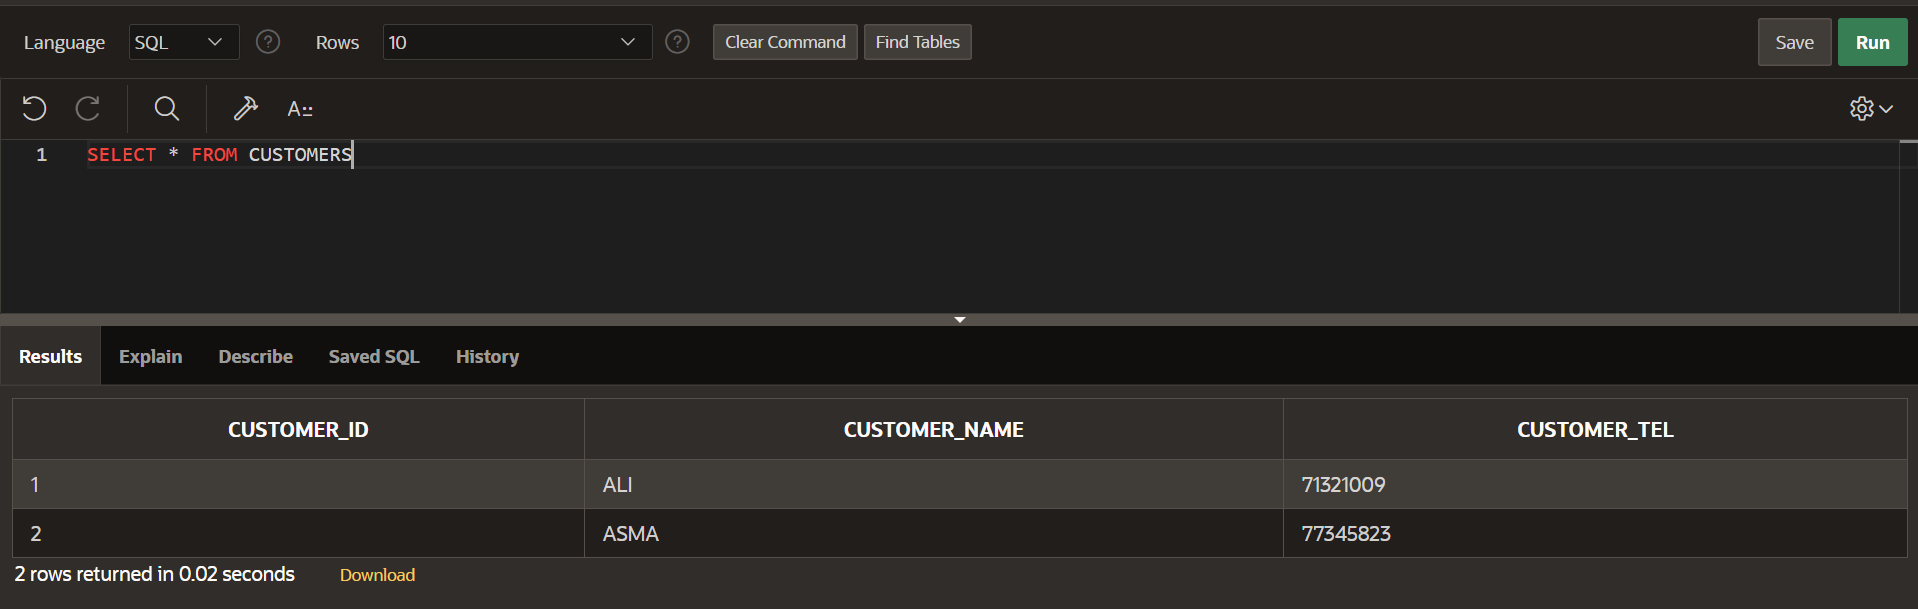 Language SQL ? Rows 10 ? Clear Command Find Tables Save Run
A::
1 SELECT * FROM CUSTOMERS
Results Explain Describe Saved SQL History
CUSTOMER_ID CUSTOMER_NAME CUSTOMER_TEL
1 ALI 71321009
2 ASMA 77345823
2 rows returned in 0.02 seconds Download